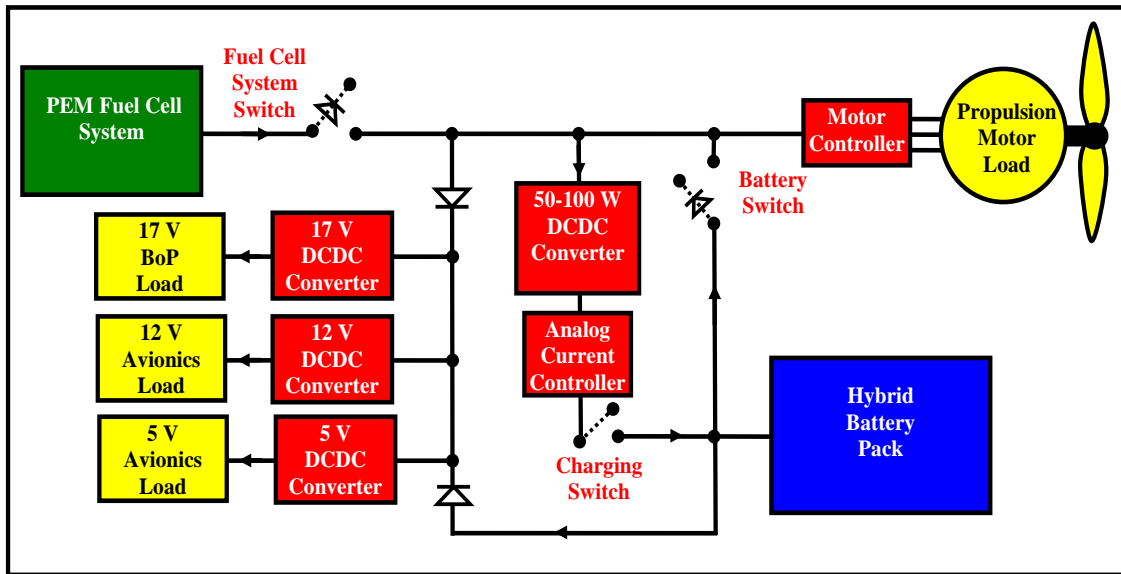 Fuel Cell
System
Switch
PEM Fuel Cell
System
Motor
Controller
Propulsion
Motor
Load
50-100 W
DCDC
Converter
Battery
Switch
17 V
BoP
Load
17 V
DCDC
Converter
12 V
Avionics
Load
12 V
DCDC
Converter
Analog
Current
Controller
Hybrid
Battery
Pack
5 V
Avionics
Load
5 V
DCDC
Converter
Charging
Switch